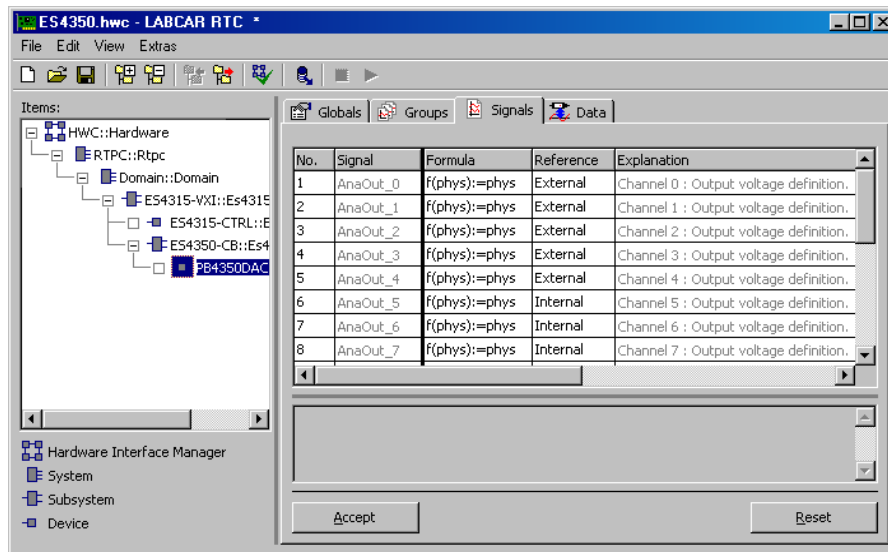 ES4350.hwc - LABCAR RTC *
File Edit View Extras
Items:
HWC::Hardware
RTPC::Rtpc
Domain::Domain
ES4315-VXI::Es4315
ES4315-CTRL::E
ES4350-CB::Es4
PB4350DAC
Hardware Interface Manager
System
Subsystem
Device
Globals Groups Signals Data
No. Signal Formula Reference Explanation
1 AnaOut_0 f(phys):=phys External Channel 0 : Output voltage definition.
2 AnaOut_1 f(phys):=phys External Channel 1 : Output voltage definition.
3 AnaOut_2 f(phys):=phys External Channel 2 : Output voltage definition.
4 AnaOut_3 f(phys):=phys External Channel 3 : Output voltage definition.
5 AnaOut_4 f(phys):=phys External Channel 4 : Output voltage definition.
6 AnaOut_5 f(phys):=phys Internal Channel 5 : Output voltage definition.
7 AnaOut_6 f(phys):=phys Internal Channel 6 : Output voltage definition.
8 AnaOut_7 f(phys):=phys Internal Channel 7 : Output voltage definition.
Accept Reset